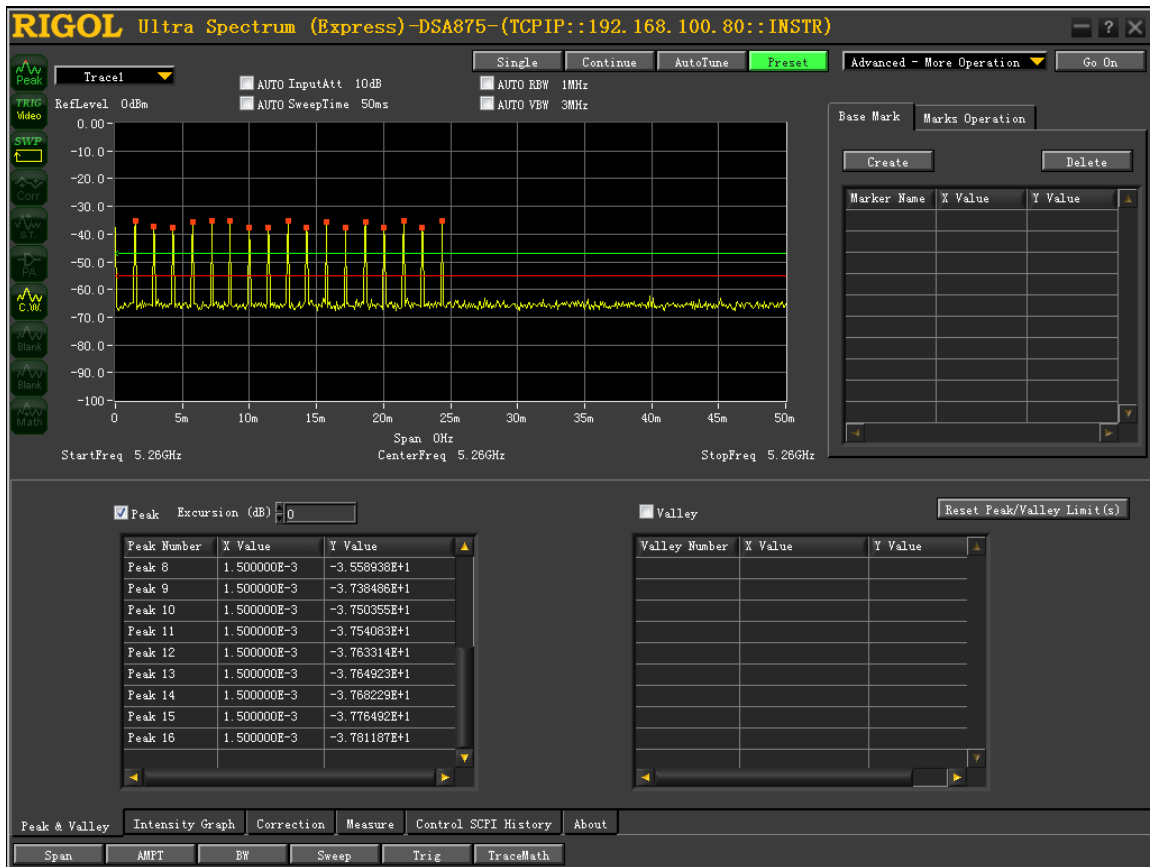 RIGOL Ultra Spectrum (Express)-DSA875-(TCPIP::192.168.100.80::INSTR)
Single Continue AutoTune Preset Advanced - More Operation Go On
Peak
Trace1
AUTO InputAtt 10dB
AUTO RBW 1MHz
TRIG
Video
RefLevel 0dBm
AUTO SweepTime 50ms
AUTO VBW 3MHz
SWP
Corr
S.T.
PA
C.W.
Blank
Blank
Math
0.00
-10.0
-20.0
-30.0
-40.0
-50.0
-60.0
-70.0
-80.0
-90.0
-100
0 5m 10m 15m 20m 25m 30m 35m 40m 45m 50m
Span 0Hz
StartFreq 5.26GHz CenterFreq 5.26GHz StopFreq 5.26GHz
Base Mark Marks Operation
Create Delete
Marker Name X Value Y Value
Peak Excursion (dB) 0
Peak Number X Value Y Value
Peak 8 1.500000E-3 -3.558938E+1
Peak 9 1.500000E-3 -3.738486E+1
Peak 10 1.500000E-3 -3.750355E+1
Peak 11 1.500000E-3 -3.754083E+1
Peak 12 1.500000E-3 -3.763314E+1
Peak 13 1.500000E-3 -3.764923E+1
Peak 14 1.500000E-3 -3.768229E+1
Peak 15 1.500000E-3 -3.776492E+1
Peak 16 1.500000E-3 -3.781187E+1
Valley
Reset Peak/Valley Limit(s)
Valley Number X Value Y Value
Peak & Valley Intensity Graph Correction Measure Control SCPI History About
Span AMPT BW Sweep Trig TraceMath